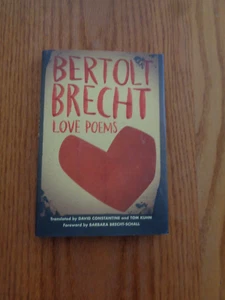 BERTOLT
BRECHT
LOVE POEMS
Translated by DAVID CONSTANTINE and TOM KUHN
Foreword by BARBARA BRECHT-SCHALL